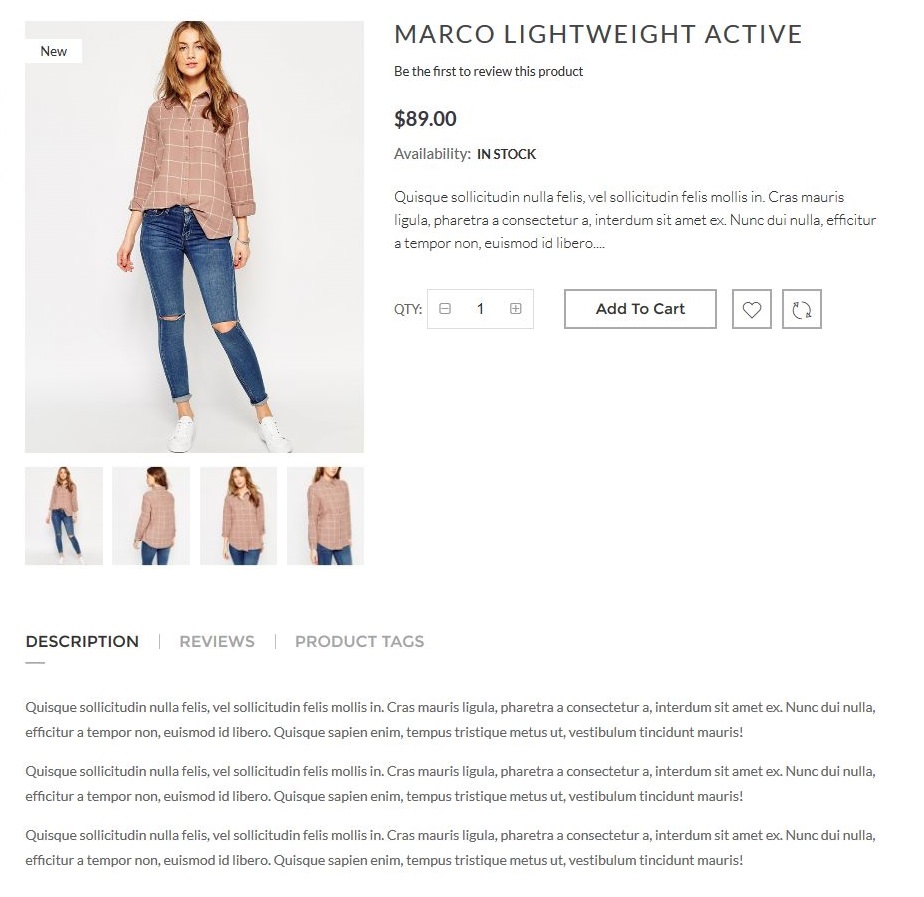 New
MARCO LIGHTWEIGHT ACTIVE
Be the first to review this product
$89.00
Availability: IN STOCK
Quisque sollicitudin nulla felis, vel sollicitudin felis mollis in. Cras mauris
ligula, pharetra a consectetur a, interdum sit amet ex. Nunc dui nulla, efficitur
a tempor non, euismod id libero....
QTY: 1 Add To Cart
DESCRIPTION REVIEWS PRODUCT TAGS
Quisque sollicitudin nulla felis, vel sollicitudin felis mollis in. Cras mauris ligula, pharetra a consectetur a, interdum sit amet ex. Nunc dui nulla,
efficitur a tempor non, euismod id libero. Quisque sapien enim, tempus tristique metus ut, vestibulum tincidunt mauris!
Quisque sollicitudin nulla felis, vel sollicitudin felis mollis in. Cras mauris ligula, pharetra a consectetur a, interdum sit amet ex. Nunc dui nulla,
efficitur a tempor non, euismod id libero. Quisque sapien enim, tempus tristique metus ut, vestibulum tincidunt mauris!
Quisque sollicitudin nulla felis, vel sollicitudin felis mollis in. Cras mauris ligula, pharetra a consectetur a, interdum sit amet ex. Nunc dui nulla,
efficitur a tempor non, euismod id libero. Quisque sapien enim, tempus tristique metus ut, vestibulum tincidunt mauris!